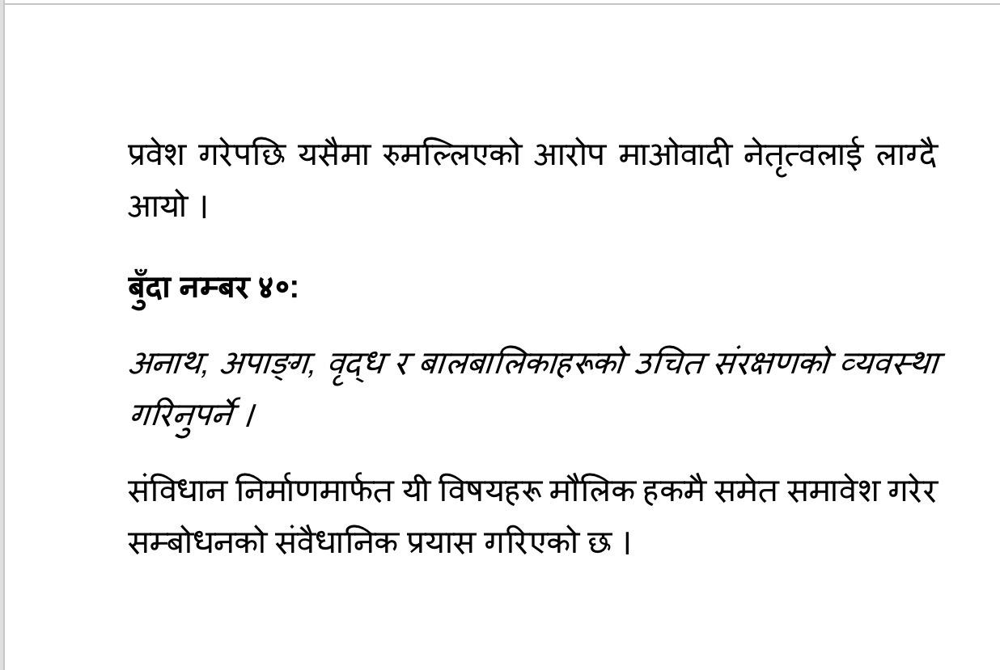 प्रवेश गरेपछि यसैमा रुमल्लिएको आरोप माओवादी नेतृत्वलाई लाग्दै
आयो ।
बुँदा नम्बर ४०:
अनाथ, अपाङ्ग, वृद्ध र बालबालिकाहरूको उचित संरक्षणको व्यवस्था
गरिनुपर्ने ।
संविधान निर्माणमार्फत यी विषयहरू मौलिक हकमै समेत समावेश गरेर
सम्बोधनको संवैधानिक प्रयास गरिएको छ ।